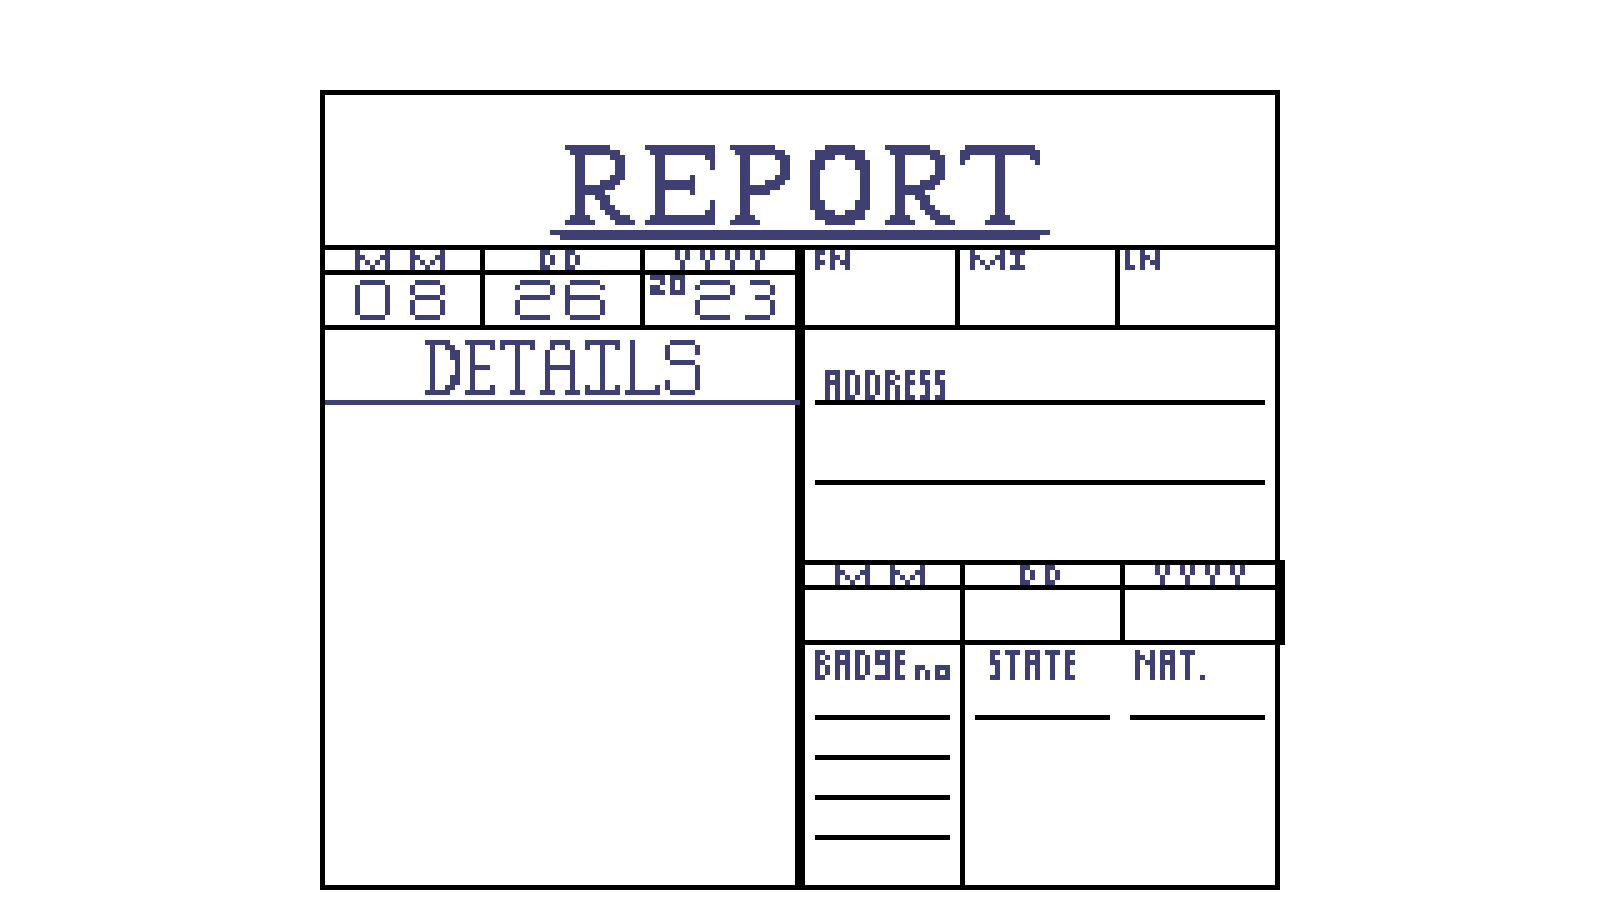 REPORT
MM DD YYYY FN MI LN
08 26 2023
DETAILS
ADDRESS
MM DD YYYY
BADGE no STATE NAT.